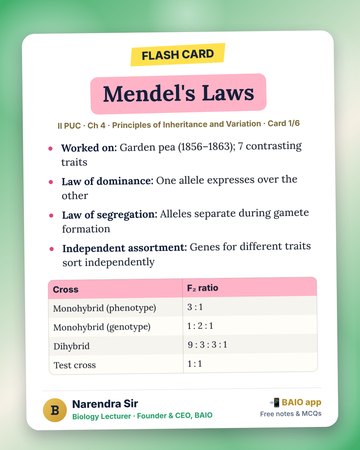 FLASH CARD
Mendel's Laws
II PUC · Ch 4 · Principles of Inheritance and Variation · Card 1/6
• Worked on: Garden pea (1856–1863); 7 contrasting
traits
• Law of dominance: One allele expresses over the
other
• Law of segregation: Alleles separate during gamete
formation
• Independent assortment: Genes for different traits
sort independently
Cross F₂ ratio
Monohybrid (phenotype) 3 : 1
Monohybrid (genotype) 1 : 2 : 1
Dihybrid 9 : 3 : 3 : 1
Test cross 1 : 1
B
Narendra Sir
Biology Lecturer · Founder & CEO, BAIO
📲 BAIO app
Free notes & MCQs